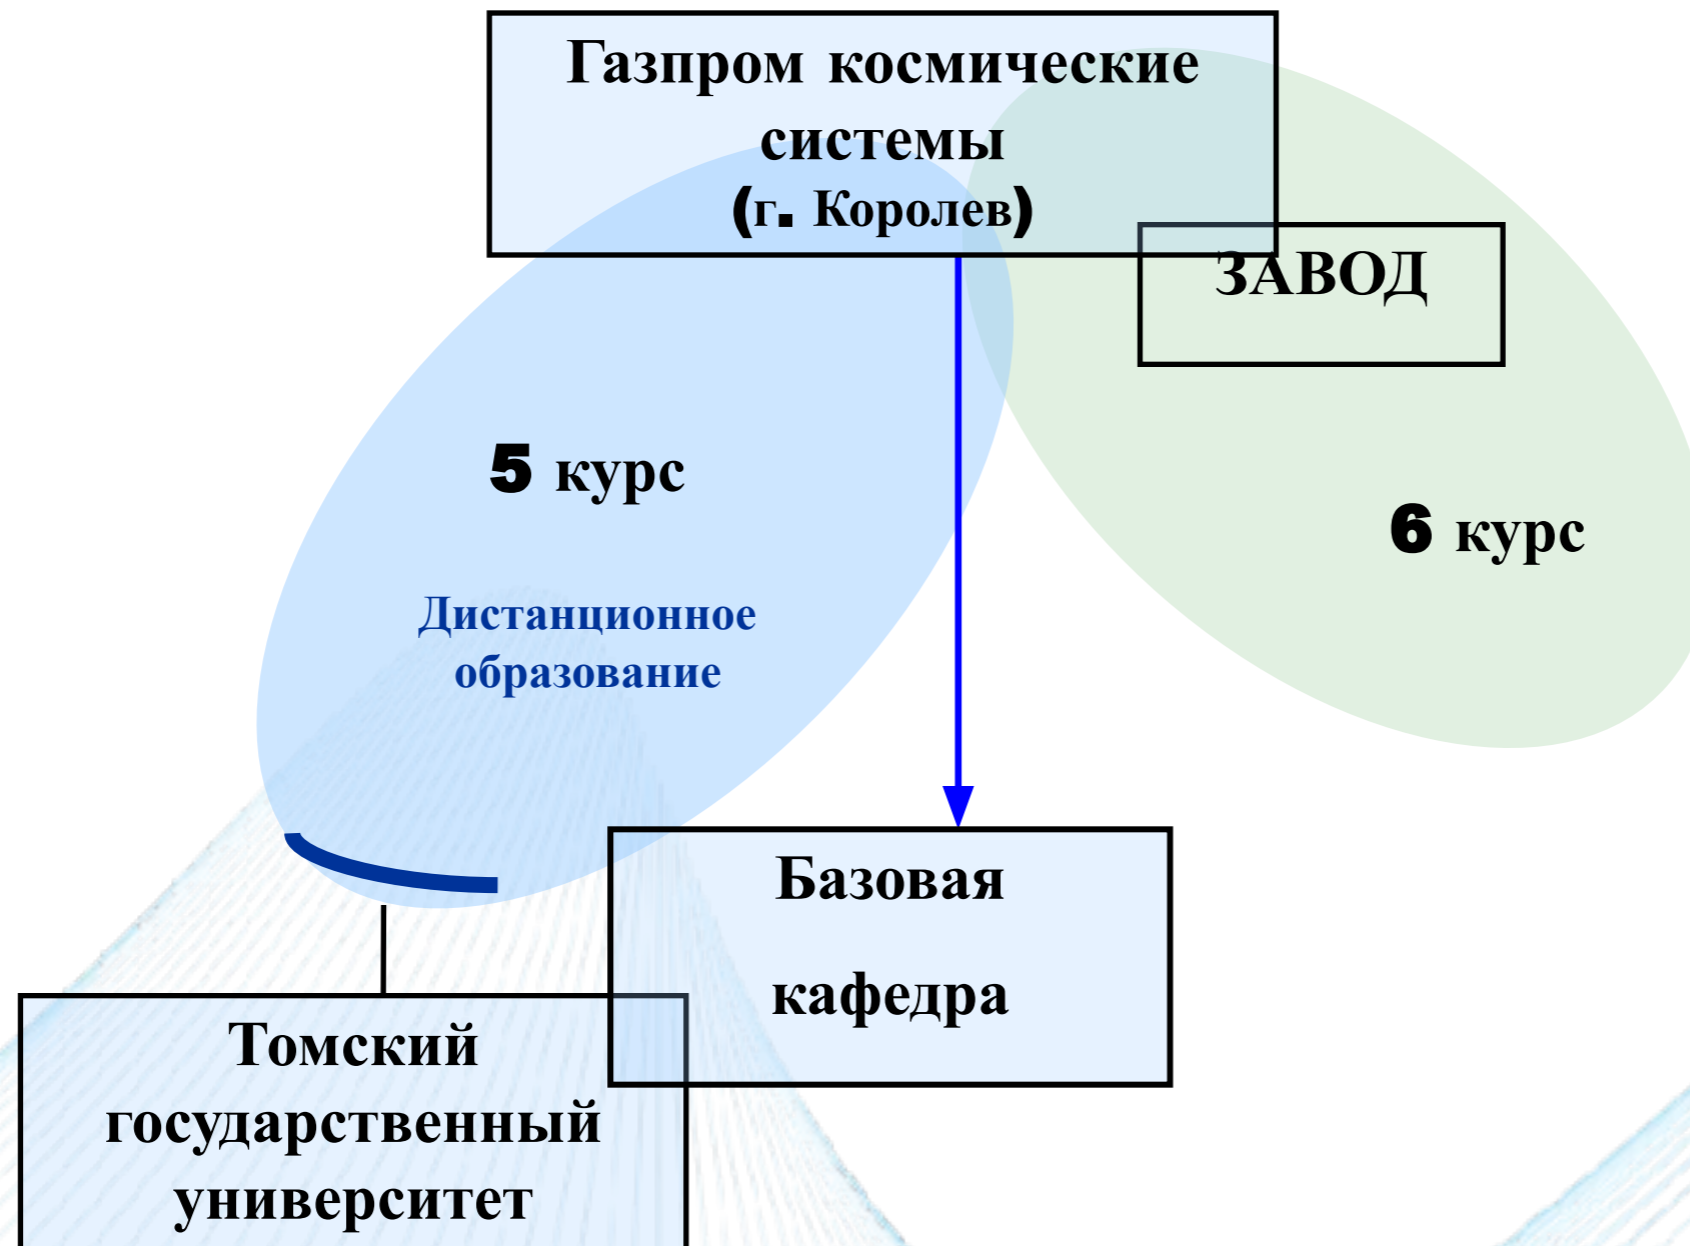 Газпром космические
системы
(г. Королев)
ЗАВОД
5 курс
6 курс
Дистанционное
образование
Базовая
кафедра
Томский
государственный
университет